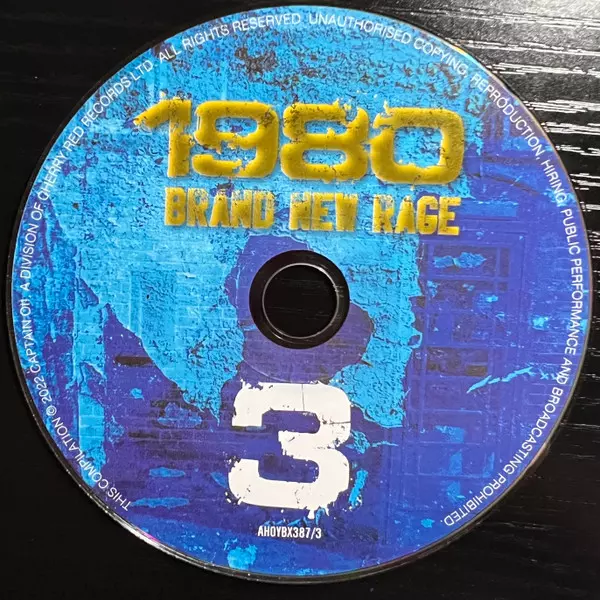 THIS COMPILATION © 2022 CAPTAIN OI! A DIVISION OF CHERRY RED RECORDS LTD. ALL RIGHTS RESERVED. UNAUTHORISED COPYING, REPRODUCTION, HIRING, PUBLIC PERFORMANCE AND BROADCASTING PROHIBITED
1980
BRAND NEW RAGE
3
AHOYBX387/3